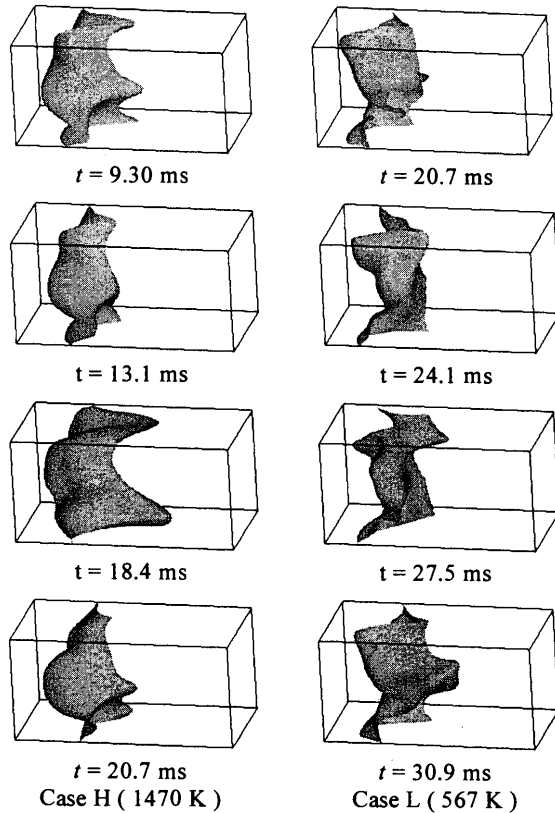 t = 9.30 ms
t = 20.7 ms
t = 13.1 ms
t = 24.1 ms
t = 18.4 ms
t = 27.5 ms
t = 20.7 ms
t = 30.9 ms
Case H ( 1470 K )
Case L ( 567 K )